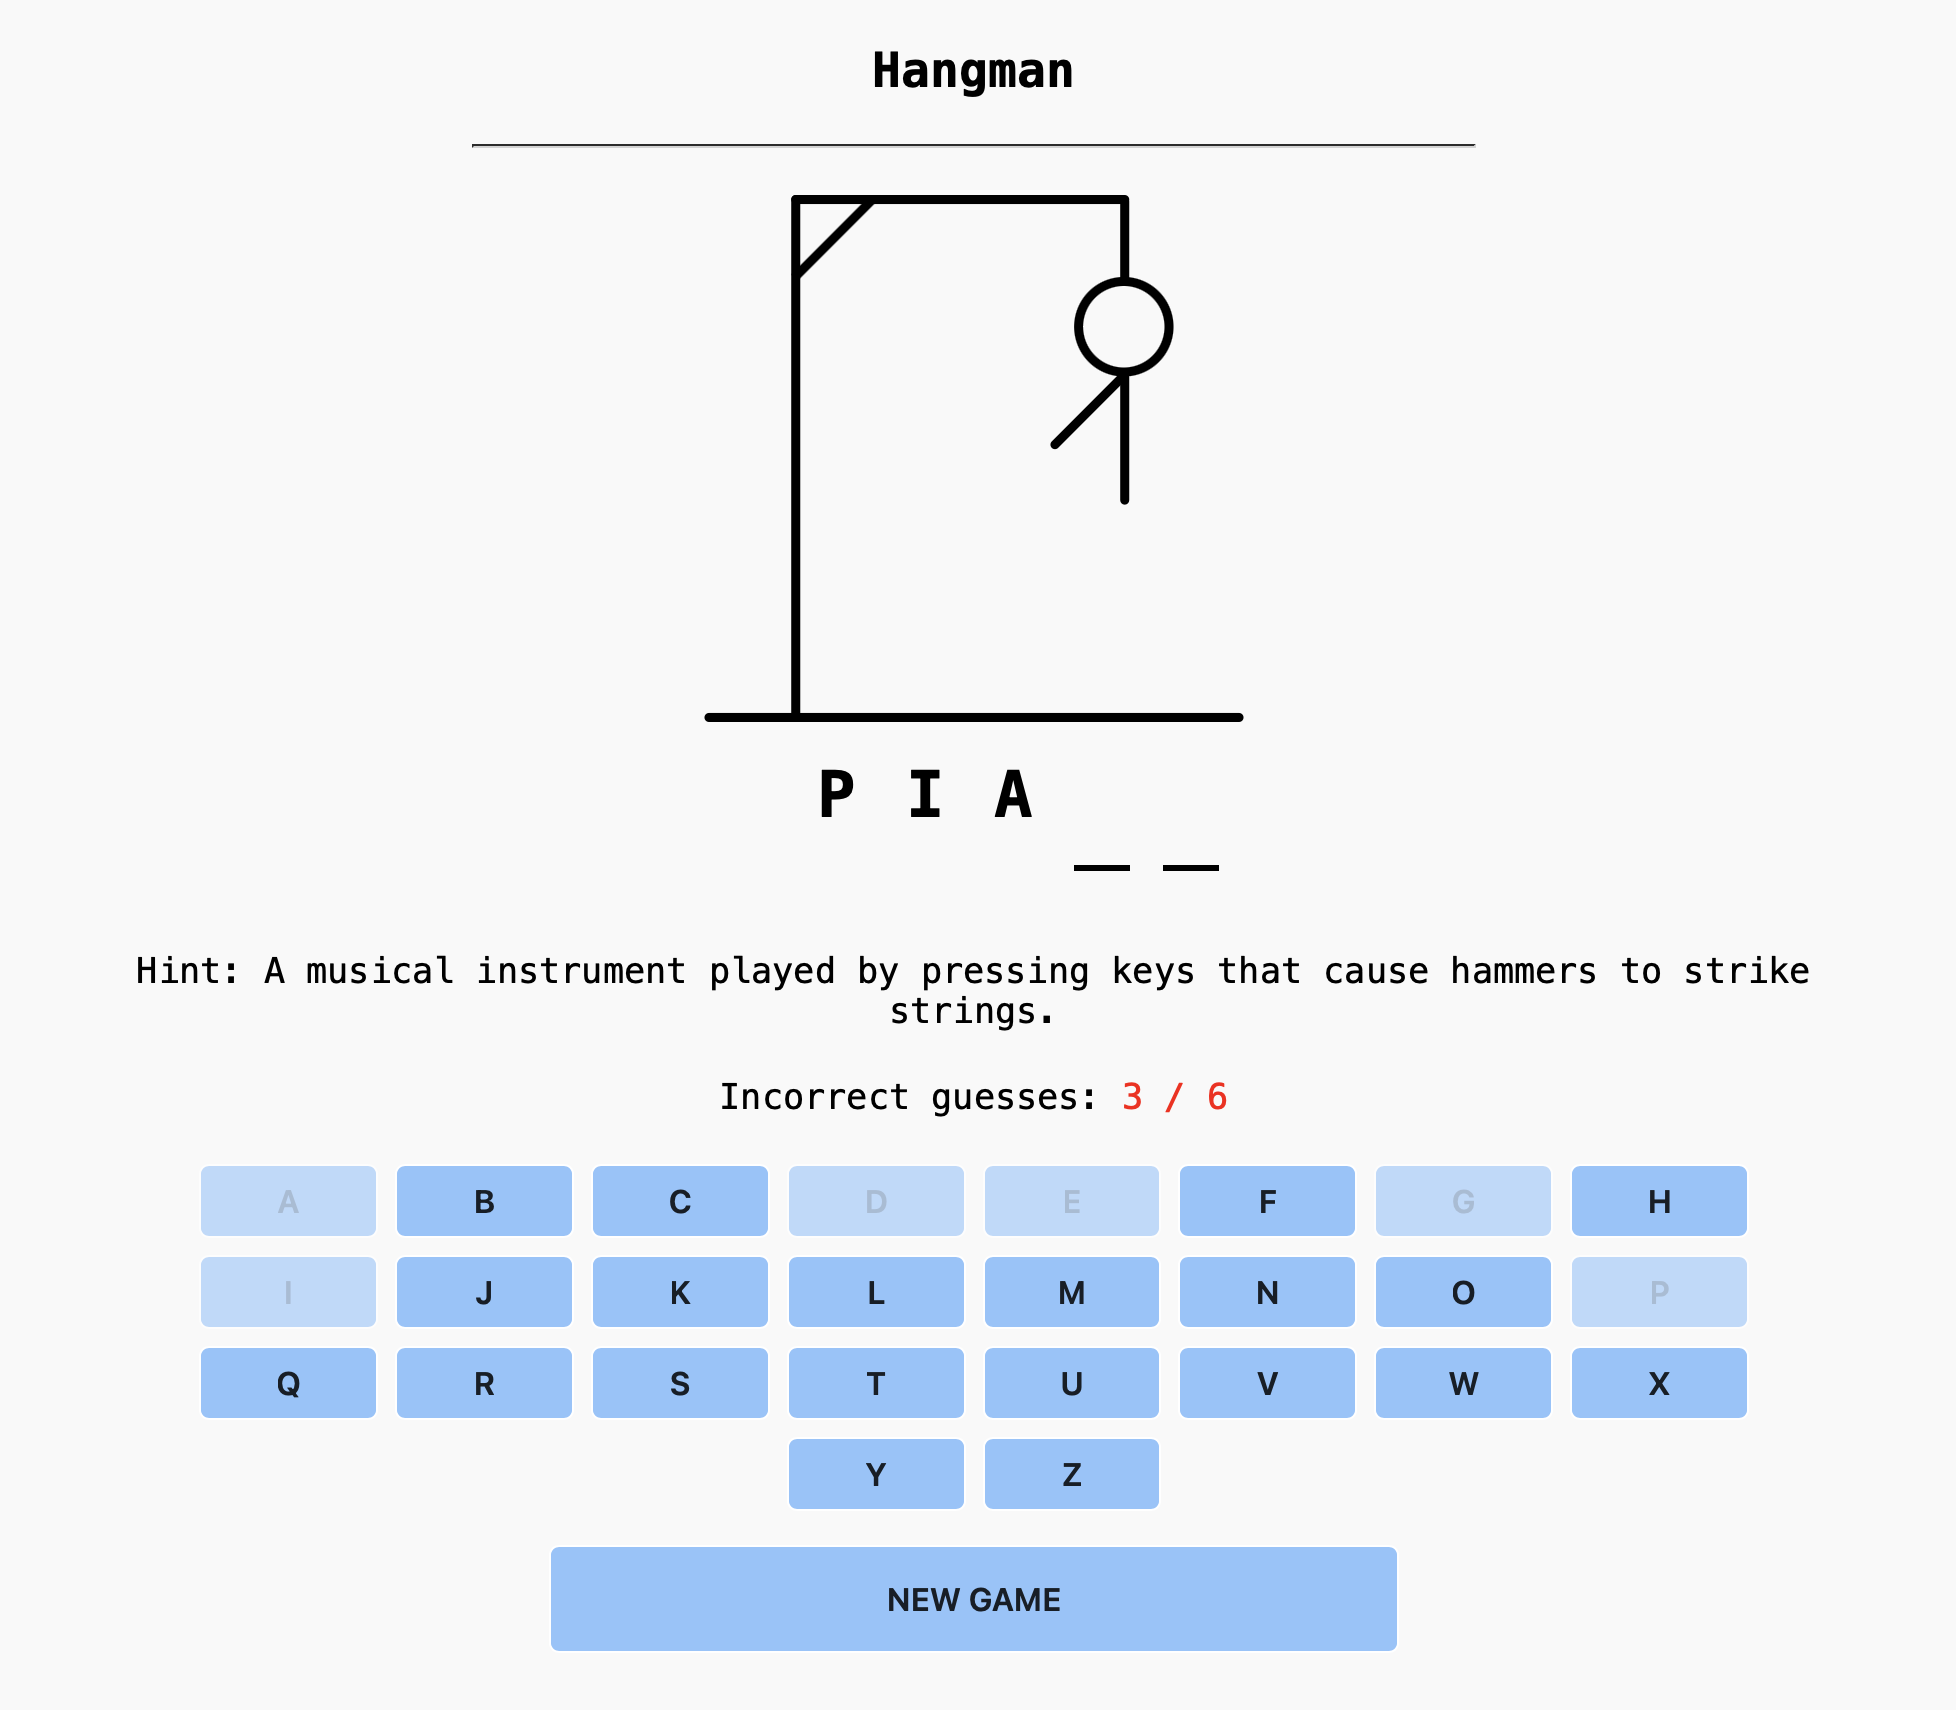 Hangman
P I A _ _
Hint: A musical instrument played by pressing keys that cause hammers to strike
strings.
Incorrect guesses: 3 / 6
A B C D E F G H
I J K L M N O P
Q R S T U V W X
Y Z
NEW GAME